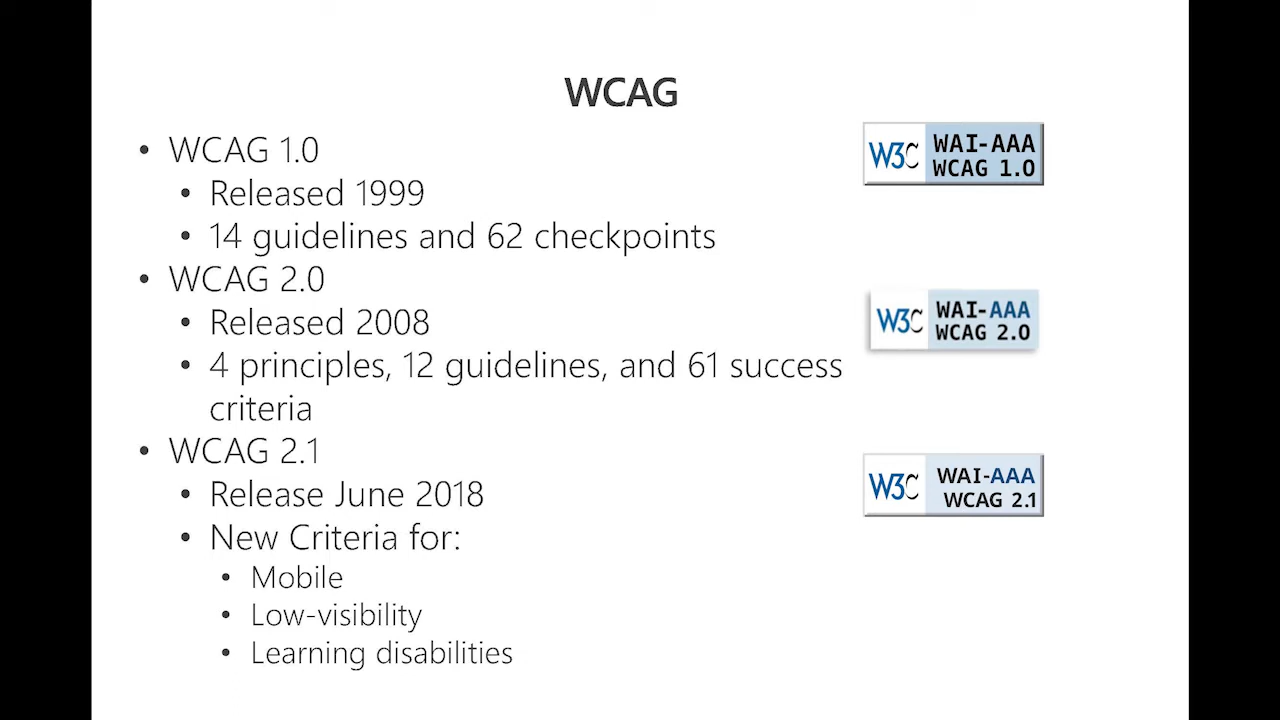 WCAG
• WCAG 1.0
• Released 1999
• 14 guidelines and 62 checkpoints
W3C WAI-AAA
WCAG 1.0
• WCAG 2.0
• Released 2008
• 4 principles, 12 guidelines, and 61 success
criteria
W3C WAI-AAA
WCAG 2.0
• WCAG 2.1
• Release June 2018
• New Criteria for:
• Mobile
• Low-visibility
• Learning disabilities
W3C WAI-AAA
WCAG 2.1